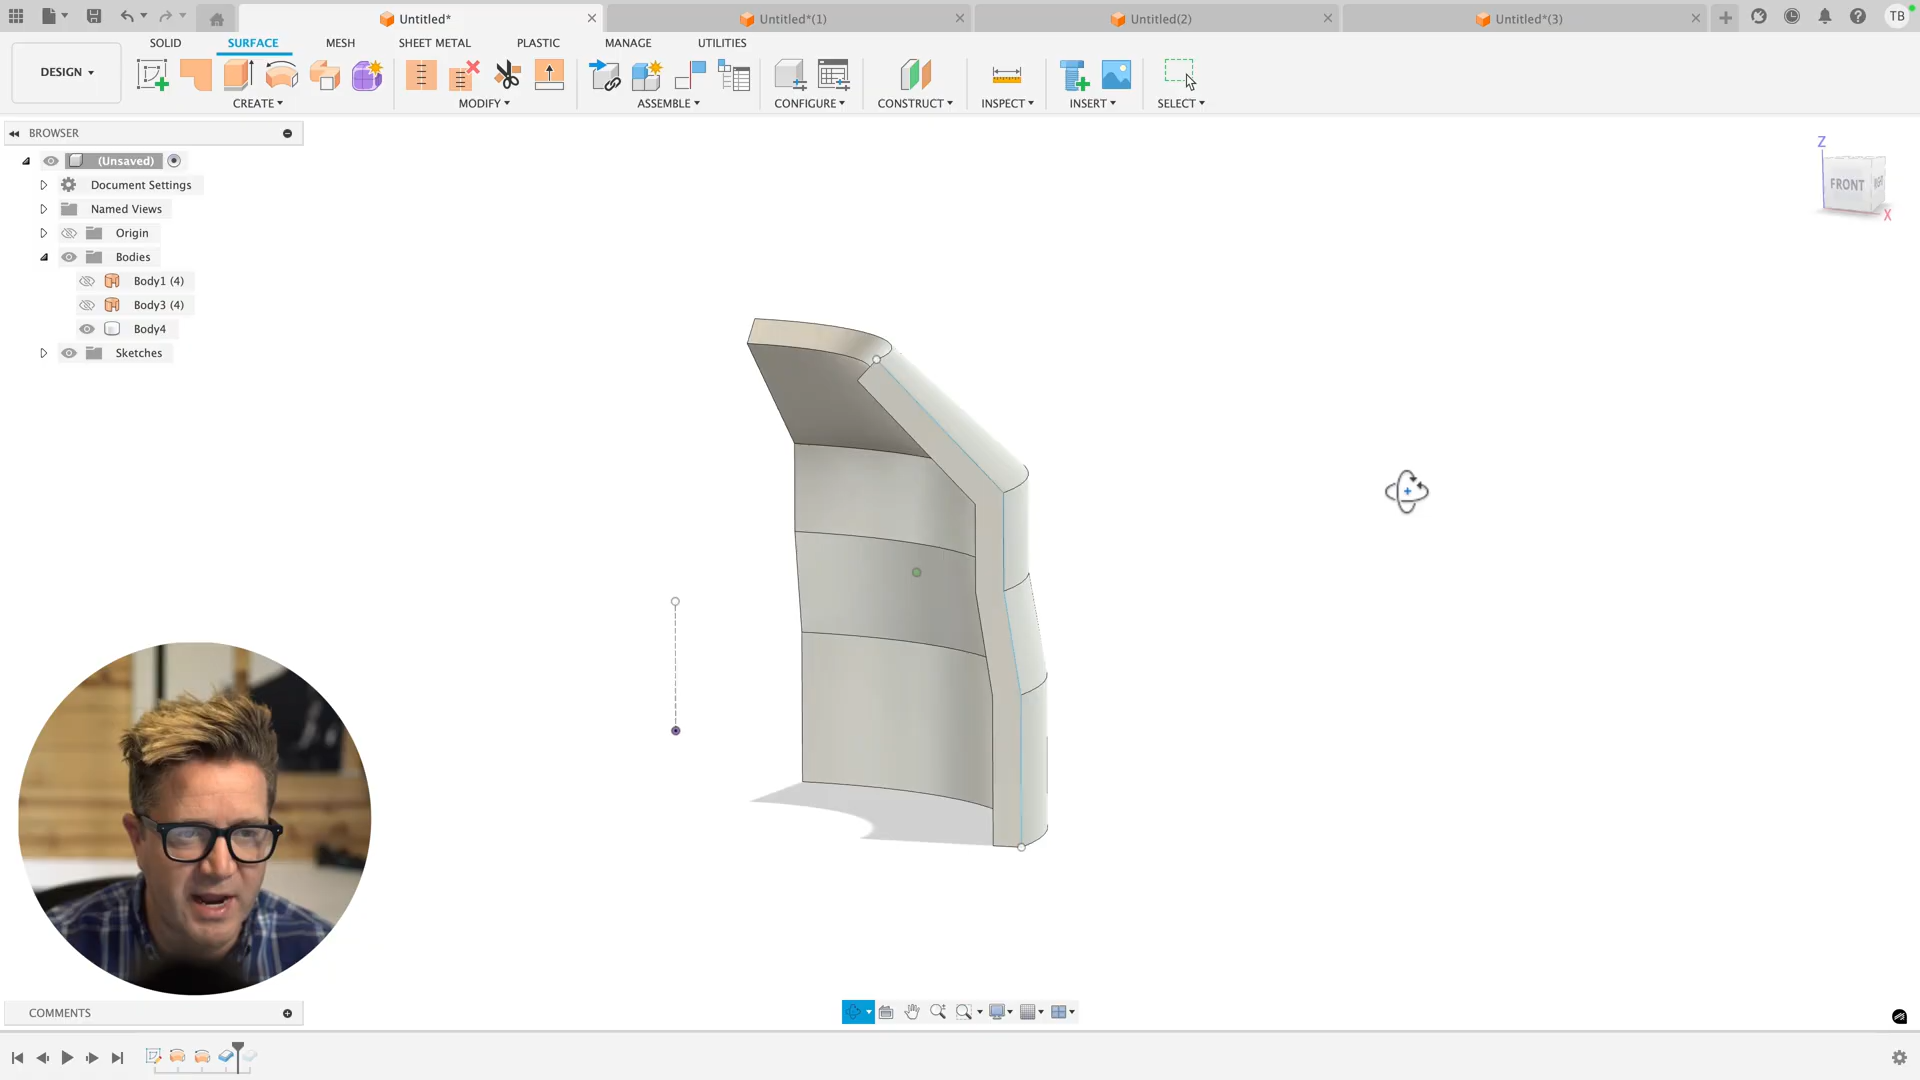 Untitled*
Untitled*(1)
Untitled(2)
Untitled*(3)
TB
DESIGN
SOLID
SURFACE
MESH
SHEET METAL
PLASTIC
MANAGE
UTILITIES
CREATE
MODIFY
ASSEMBLE
CONFIGURE
CONSTRUCT
INSPECT
INSERT
SELECT
BROWSER
(Unsaved)
Document Settings
Named Views
Origin
Bodies
Body1 (4)
Body3 (4)
Body4
Sketches
Z
FRONT
RIGHT
X
COMMENTS